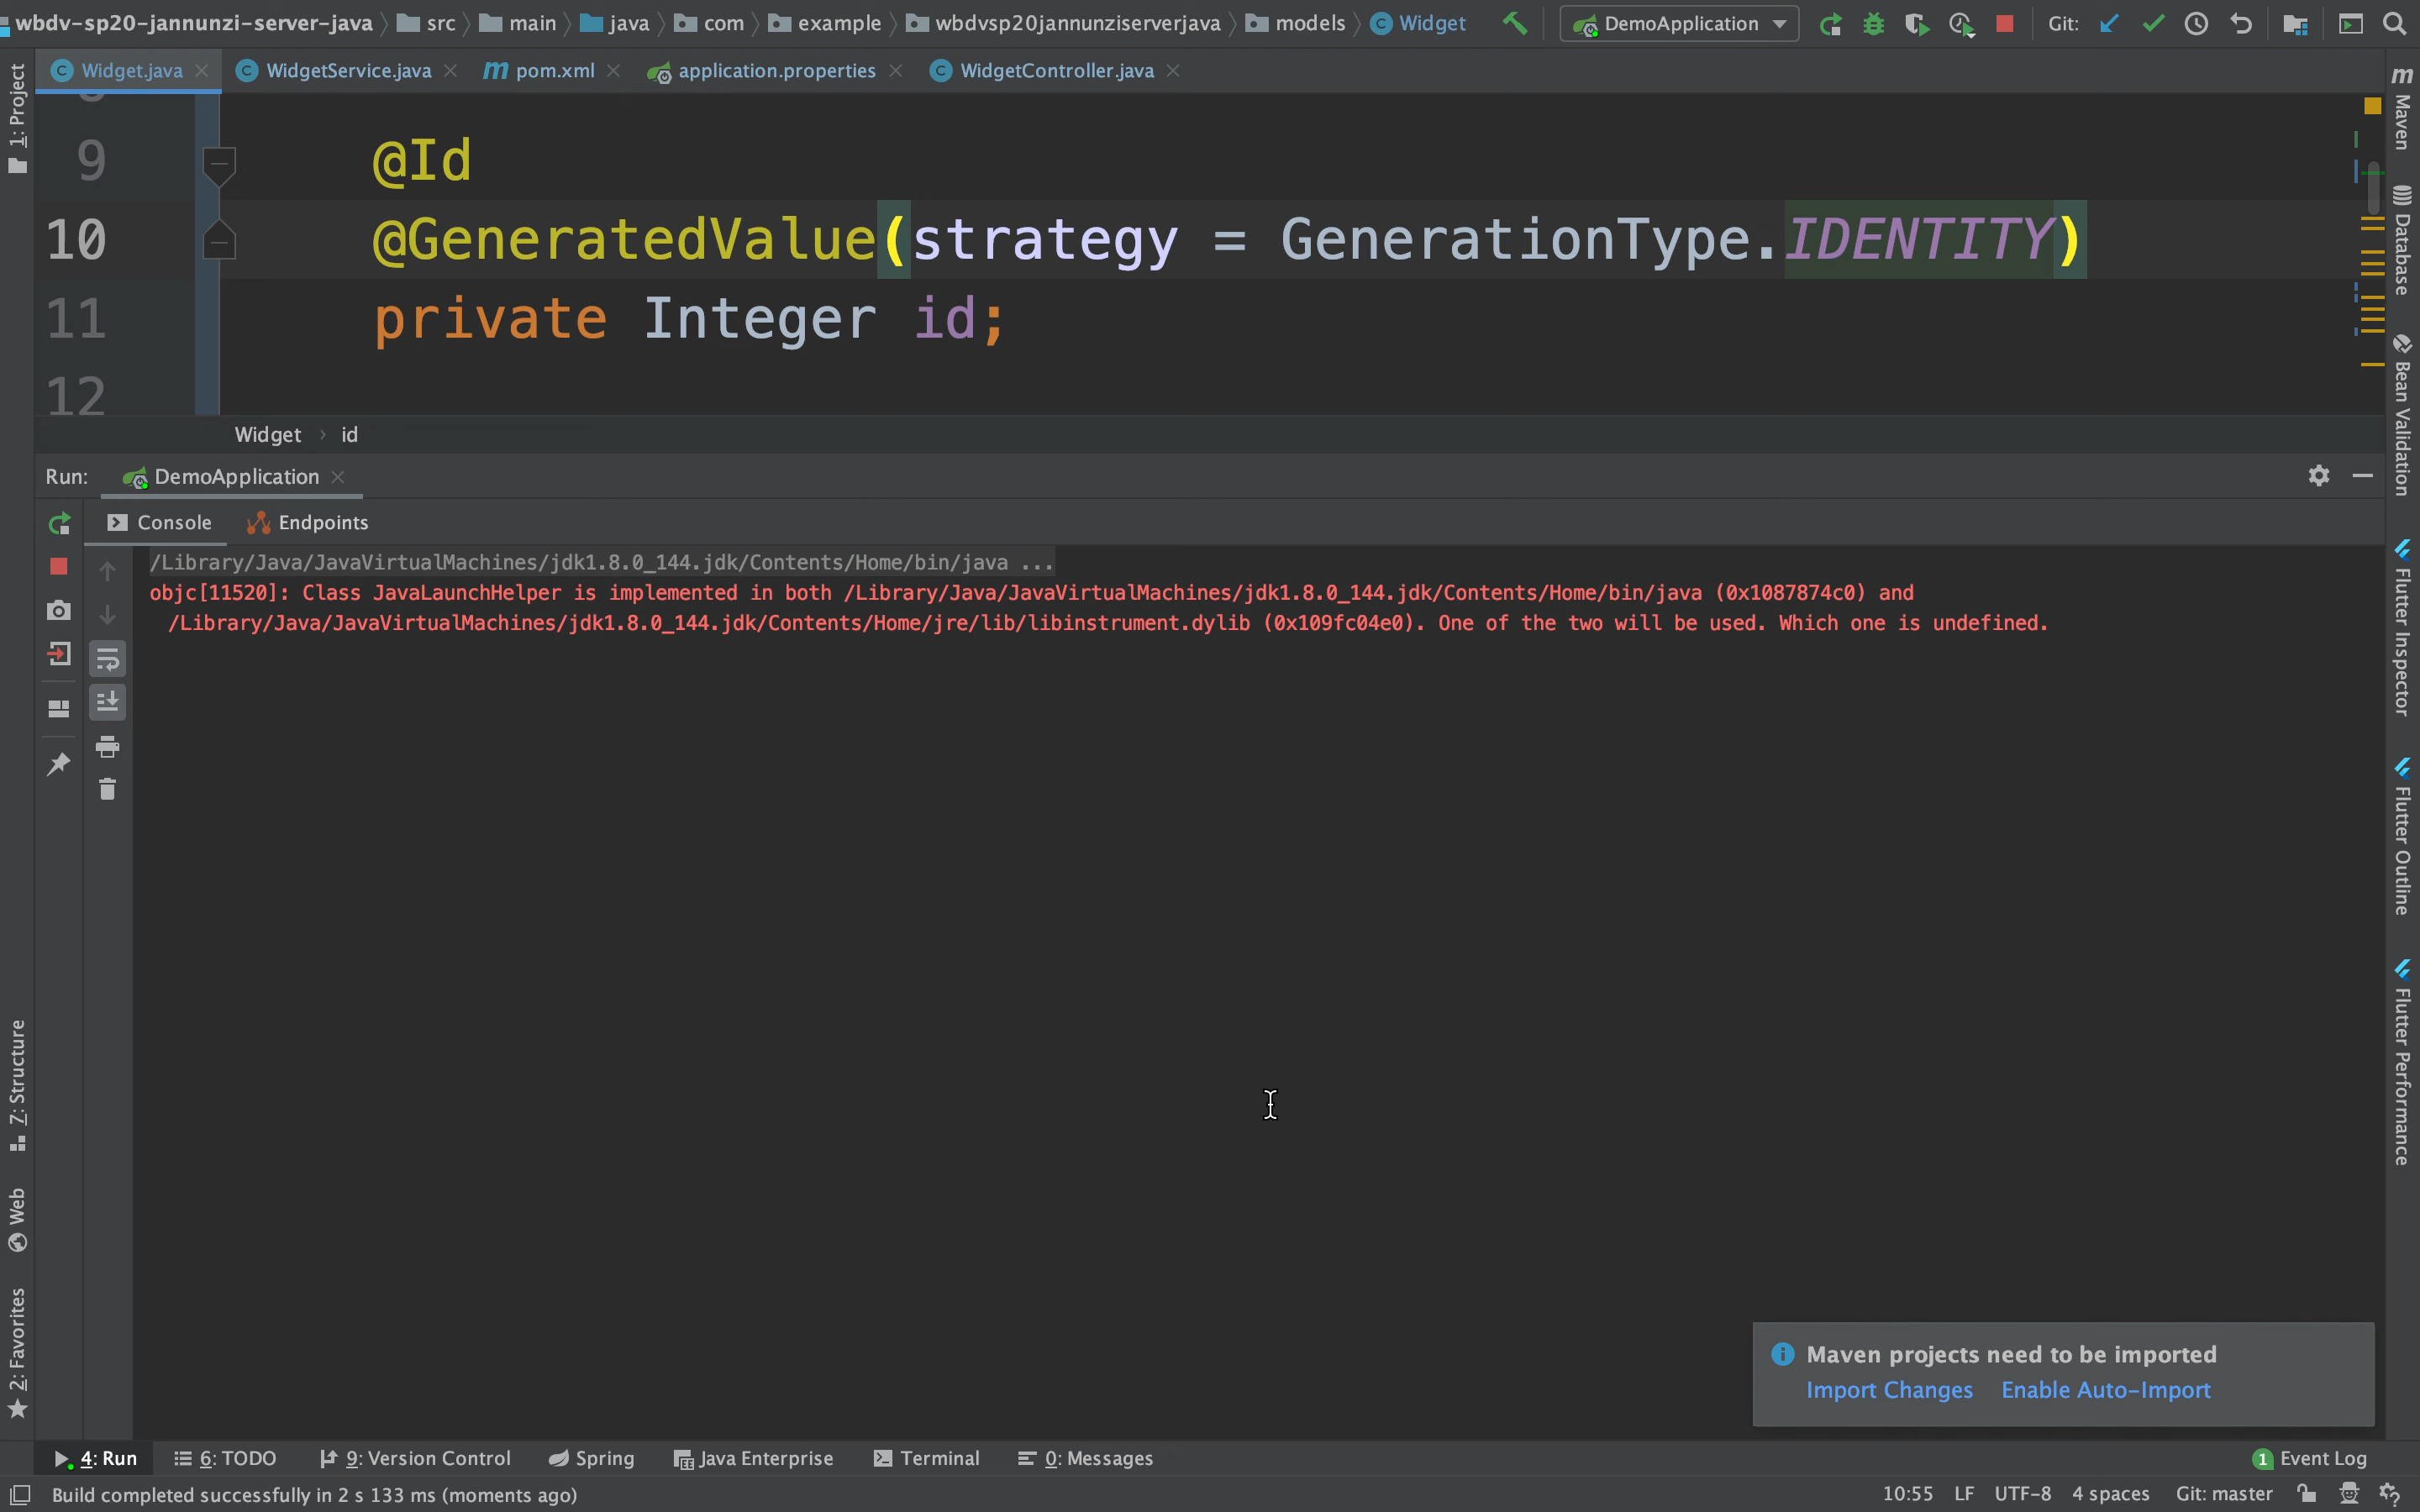 wbdv-sp20-jannunzi-server-java src main java com example wbdvsp20jannunziserverjava models Widget DemoApplication Git:
Widget.java WidgetService.java pom.xml application.properties WidgetController.java
1: Project
9 @Id
10 @GeneratedValue(strategy = GenerationType.IDENTITY)
11 private Integer id;
12
Widget › id
Run: DemoApplication
Console Endpoints
/Library/Java/JavaVirtualMachines/jdk1.8.0_144.jdk/Contents/Home/bin/java ...
objc[11520]: Class JavaLaunchHelper is implemented in both /Library/Java/JavaVirtualMachines/jdk1.8.0_144.jdk/Contents/Home/bin/java (0x1087874c0) and
/Library/Java/JavaVirtualMachines/jdk1.8.0_144.jdk/Contents/Home/jre/lib/libinstrument.dylib (0x109fc04e0). One of the two will be used. Which one is undefined.
Z: Structure
Web
2: Favorites
Maven
Database
Bean Validation
Flutter Inspector
Flutter Outline
Flutter Performance
Maven projects need to be imported
Import Changes Enable Auto-Import
4: Run 6: TODO 9: Version Control Spring Java Enterprise Terminal 0: Messages 1 Event Log
Build completed successfully in 2 s 133 ms (moments ago) 10:55 LF UTF-8 4 spaces Git: master